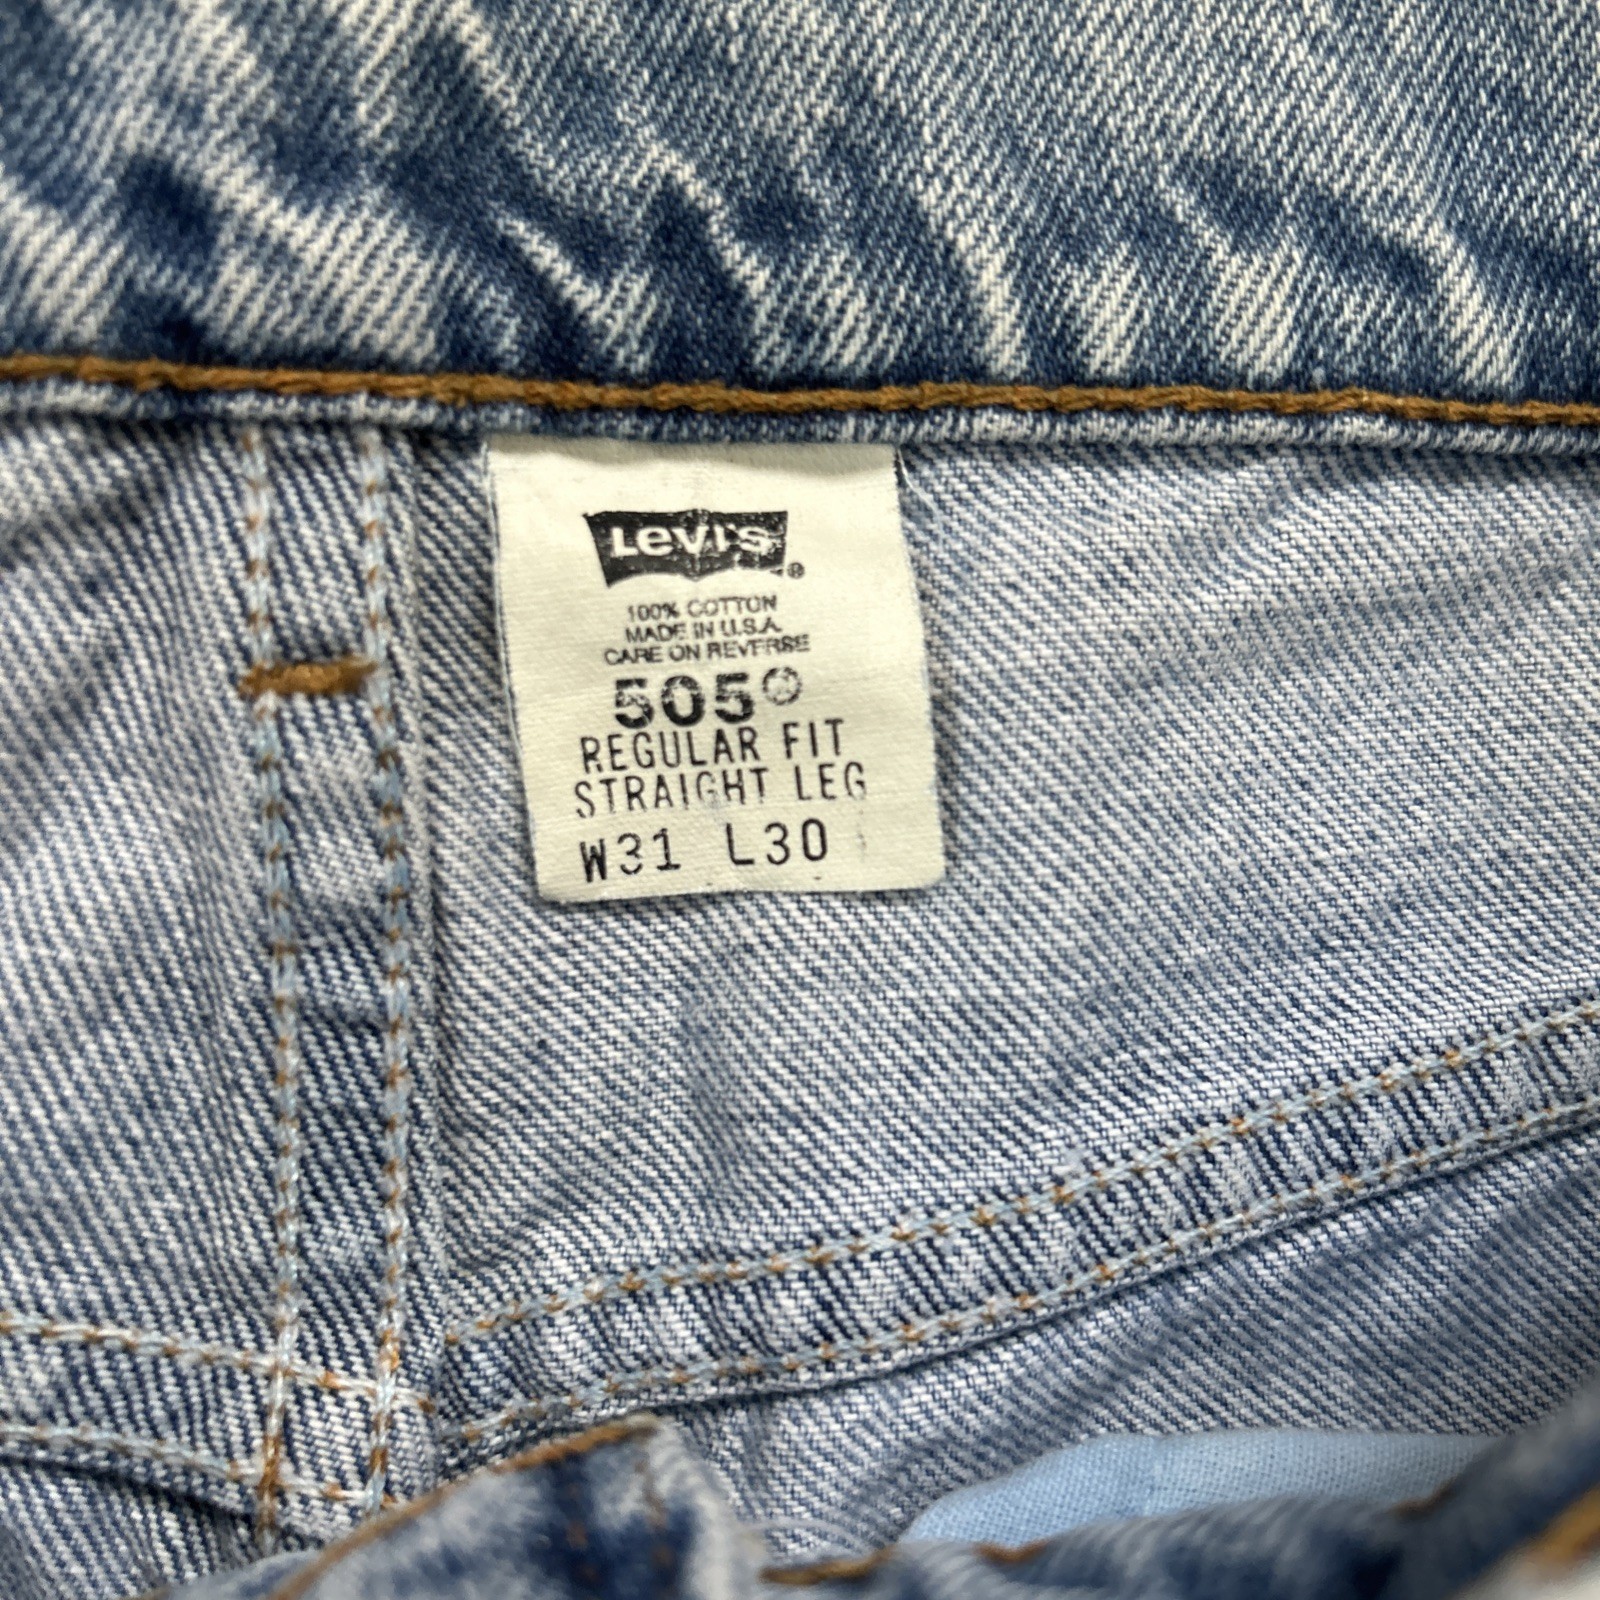 Levi's®
100% COTTON
MADE IN U.S.A.
CARE ON REVERSE
505®
REGULAR FIT
STRAIGHT LEG
W31 L30